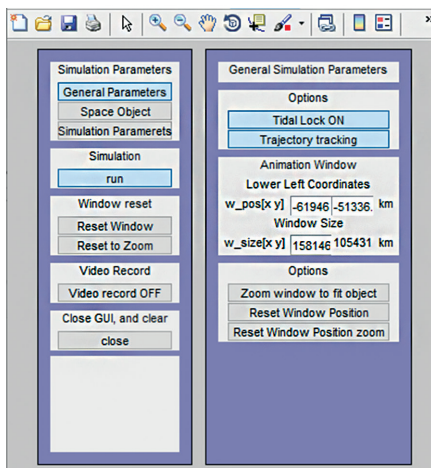 Simulation Parameters
General Parameters
Space Object
Simulation Paramerets
Simulation
run
Window reset
Reset Window
Reset to Zoom
Video Record
Video record OFF
Close GUI, and clear
close
General Simulation Parameters
Options
Tidal Lock ON
Trajectory tracking
Animation Window
Lower Left Coordinates
w_pos[x y] -61946 -51336. km
Window Size
w_size[x y] 158146 105431 km
Options
Zoom window to fit object
Reset Window Position
Reset Window Position zoom